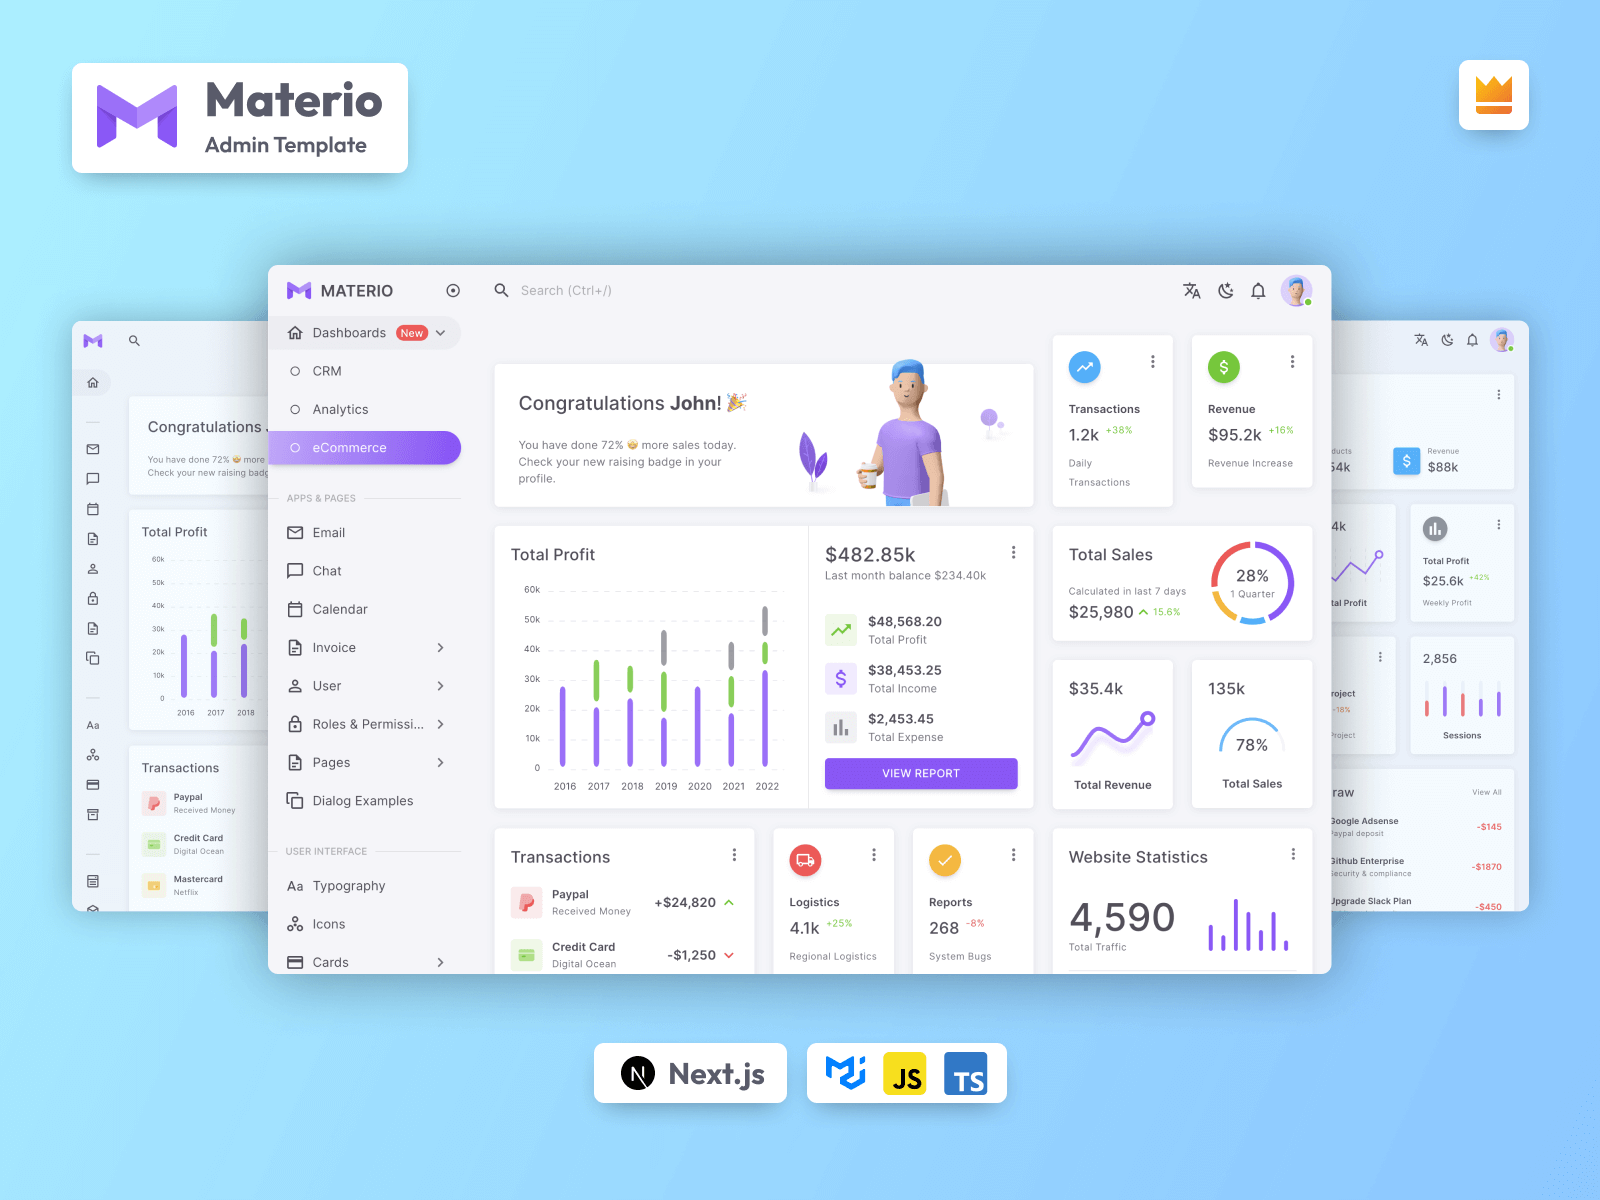 Materio
Admin Template
MATERIO
Search (Ctrl+/)
Dashboards New
CRM
Analytics
eCommerce
APPS & PAGES
Email
Chat
Calendar
Invoice
User
Roles & Permissi...
Pages
Dialog Examples
USER INTERFACE
Aa Typography
Icons
Cards
Congratulations John! 🎉
You have done 72% 🤩 more sales today.
Check your new raising badge in your
profile.
Transactions
1.2k +38%
Daily
Transactions
$
Revenue
$95.2k +16%
Revenue Increase
Total Profit
60k
50k
40k
30k
20k
10k
0
2016 2017 2018 2019 2020 2021 2022
$482.85k
Last month balance $234.40k
$48,568.20
Total Profit
$
$38,453.25
Total Income
$2,453.45
Total Expense
VIEW REPORT
Total Sales
Calculated in last 7 days
$25,980 15.6%
28%
1 Quarter
$35.4k
Total Revenue
135k
78%
Total Sales
Transactions
Paypal
Received Money
+$24,820
Credit Card
Digital Ocean
-$1,250
Logistics
4.1k +25%
Regional Logistics
Reports
268 -8%
System Bugs
Website Statistics
4,590
Total Traffic
Aa
Congratulations
You have done 72% 🤩 more
Check your new raising badg
Total Profit
60k
50k
40k
30k
20k
10k
0
2016 2017 2018
Transactions
Paypal
Received Money
Credit Card
Digital Ocean
Mastercard
Netflix
ducts
54k
$
Revenue
$88k
4k
tal Profit
Total Profit
$25.6k +42%
Weekly Profit
roject
+18%
Project
2,856
Sessions
raw
View All
Google Adsense
Paypal deposit
-$145
Github Enterprise
Security & compliance
-$1870
Upgrade Slack Plan
-$450
N Next.js
JS
TS